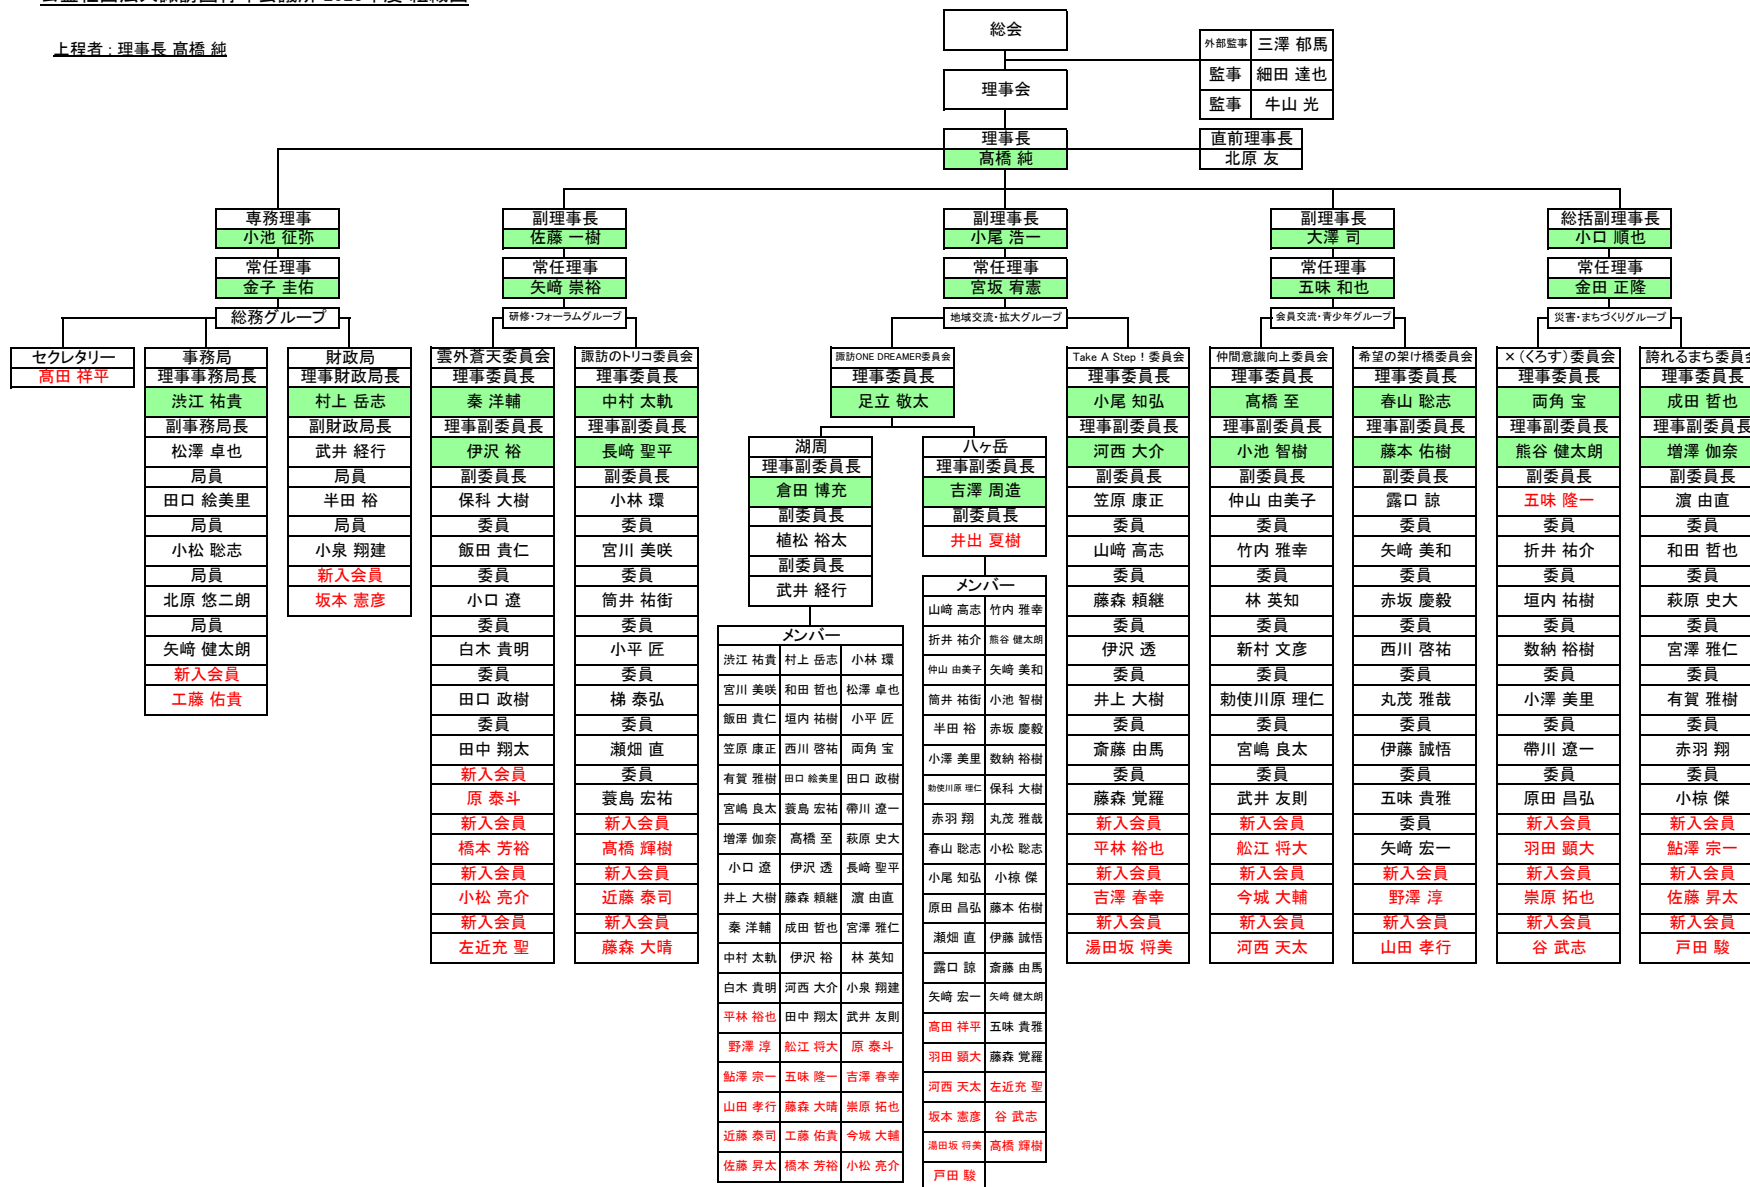 上程者：理事長 髙橋 純
総会
外部監事 三澤 郁馬
監事 細田 達也
監事 牛山 光
理事会
理事長
髙橋 純
直前理事長
北原 友
専務理事
小池 征弥
常任理事
金子 圭佑
総務グループ
セクレタリー
髙田 祥平
事務局
理事事務局長
渋江 祐貴
副事務局長
松澤 卓也
局員
田口 絵美里
局員
小松 聡志
局員
北原 悠二朗
局員
矢﨑 健太朗
新入会員
工藤 佑貴
財政局
理事財政局長
村上 岳志
副財政局長
武井 経行
局員
半田 裕
局員
小泉 翔建
新入会員
坂本 憲彦
副理事長
佐藤 一樹
常任理事
矢﨑 崇裕
研修・フォーラムグループ
雲外蒼天委員会
理事委員長
秦 洋輔
理事副委員長
伊沢 裕
副委員長
保科 大樹
委員
飯田 貴仁
委員
小口 遼
委員
白木 貴明
委員
田口 政樹
委員
田中 翔太
新入会員
原 泰斗
新入会員
橋本 芳裕
新入会員
小松 亮介
新入会員
左近充 聖
諏訪のトリコ委員会
理事委員長
中村 太軌
理事副委員長
長﨑 聖平
副委員長
小林 環
委員
宮川 美咲
委員
筒井 祐街
委員
小平 匠
委員
梯 泰弘
委員
瀬畑 直
委員
蓑島 宏祐
新入会員
髙橋 輝樹
新入会員
近藤 泰司
新入会員
藤森 大晴
副理事長
小尾 浩一
常任理事
宮坂 宥憲
地域交流・拡大グループ
諏訪ONE DREAMER委員会
理事委員長
足立 敬太
湖周
理事副委員長
倉田 博充
副委員長
植松 裕太
副委員長
武井 経行
メンバー
渋江 祐貴 村上 岳志 小林 環
宮川 美咲 和田 哲也 松澤 卓也
飯田 貴仁 垣内 祐樹 小平 匠
笠原 康正 西川 啓祐 両角 宝
有賀 雅樹 田口 絵美里 田口 政樹
宮嶋 良太 蓑島 宏祐 帶川 遼一
増澤 伽奈 髙橋 至 萩原 史大
小口 遼 伊沢 透 長﨑 聖平
井上 大樹 藤森 頼継 濵 由直
秦 洋輔 成田 哲也 宮澤 雅仁
中村 太軌 伊沢 裕 林 英知
白木 貴明 河西 大介 小泉 翔建
平林 裕也 田中 翔太 武井 友則
野澤 淳 舩江 将大 原 泰斗
鮎澤 宗一 五味 隆一 吉澤 春幸
山田 孝行 藤森 大晴 崇原 拓也
近藤 泰司 工藤 佑貴 今城 大輔
佐藤 昇太 橋本 芳裕 小松 亮介
八ヶ岳
理事副委員長
吉澤 周造
副委員長
井出 夏樹
メンバー
山﨑 高志 竹内 雅幸
折井 祐介 熊谷 健太朗
仲山 由美子 矢﨑 美和
筒井 祐街 小池 智樹
半田 裕 赤坂 慶毅
小澤 美里 数納 裕樹
勅使川原 理仁 保科 大樹
赤羽 翔 丸茂 雅哉
春山 聡志 小松 聡志
小尾 知弘 小椋 傑
原田 昌弘 藤本 佑樹
瀬畑 直 伊藤 誠悟
露口 諒 斎藤 由馬
矢﨑 宏一 矢﨑 健太朗
髙田 祥平 五味 貴雅
羽田 顕大 藤森 覚羅
河西 天太 左近充 聖
坂本 憲彦 谷 武志
湯田坂 将美 髙橋 輝樹
戸田 駿
Take A Step！委員会
理事委員長
小尾 知弘
理事副委員長
河西 大介
副委員長
笠原 康正
委員
山﨑 高志
委員
藤森 頼継
委員
伊沢 透
委員
井上 大樹
委員
斎藤 由馬
委員
藤森 覚羅
新入会員
平林 裕也
新入会員
吉澤 春幸
新入会員
湯田坂 将美
副理事長
大澤 司
常任理事
五味 和也
会員交流・青少年グループ
仲間意識向上委員会
理事委員長
髙橋 至
理事副委員長
小池 智樹
副委員長
仲山 由美子
委員
竹内 雅幸
委員
林 英知
委員
新村 文彦
委員
勅使川原 理仁
委員
宮嶋 良太
委員
武井 友則
新入会員
舩江 将大
新入会員
今城 大輔
新入会員
河西 天太
希望の架け橋委員会
理事委員長
春山 聡志
理事副委員長
藤本 佑樹
副委員長
露口 諒
委員
矢﨑 美和
委員
赤坂 慶毅
委員
西川 啓祐
委員
丸茂 雅哉
委員
伊藤 誠悟
委員
五味 貴雅
委員
矢﨑 宏一
新入会員
野澤 淳
新入会員
山田 孝行
総括副理事長
小口 順也
常任理事
金田 正隆
災害・まちづくりグループ
×（くろす）委員会
理事委員長
両角 宝
理事副委員長
熊谷 健太朗
副委員長
五味 隆一
委員
折井 祐介
委員
垣内 祐樹
委員
数納 裕樹
委員
小澤 美里
委員
帶川 遼一
委員
原田 昌弘
新入会員
羽田 顕大
新入会員
崇原 拓也
新入会員
谷 武志
誇れるまち委員会
理事委員長
成田 哲也
理事副委員長
増澤 伽奈
副委員長
濵 由直
委員
和田 哲也
委員
萩原 史大
委員
宮澤 雅仁
委員
有賀 雅樹
委員
赤羽 翔
委員
小椋 傑
新入会員
鮎澤 宗一
新入会員
佐藤 昇太
新入会員
戸田 駿